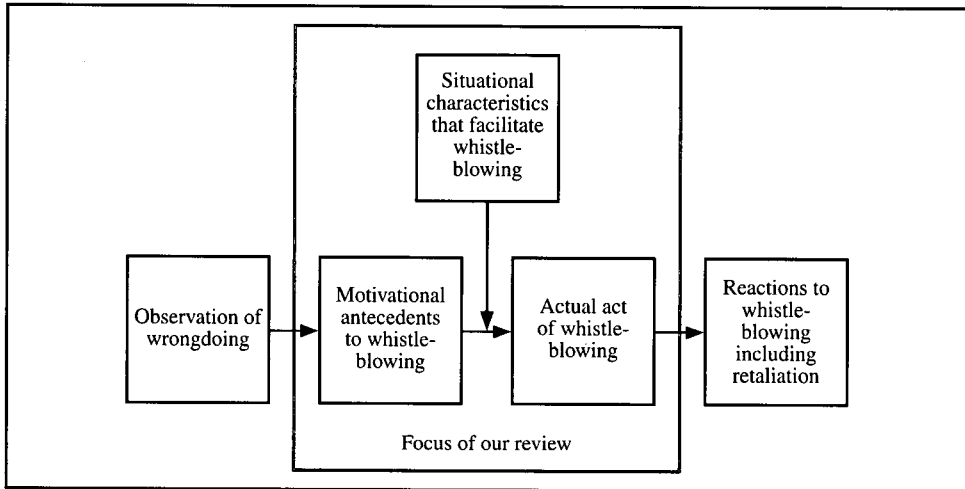 Situational
characteristics
that facilitate
whistle-
blowing
Observation of
wrongdoing
Motivational
antecedents
to whistle-
blowing
Actual act
of whistle-
blowing
Reactions to
whistle-
blowing
including
retaliation
Focus of our review